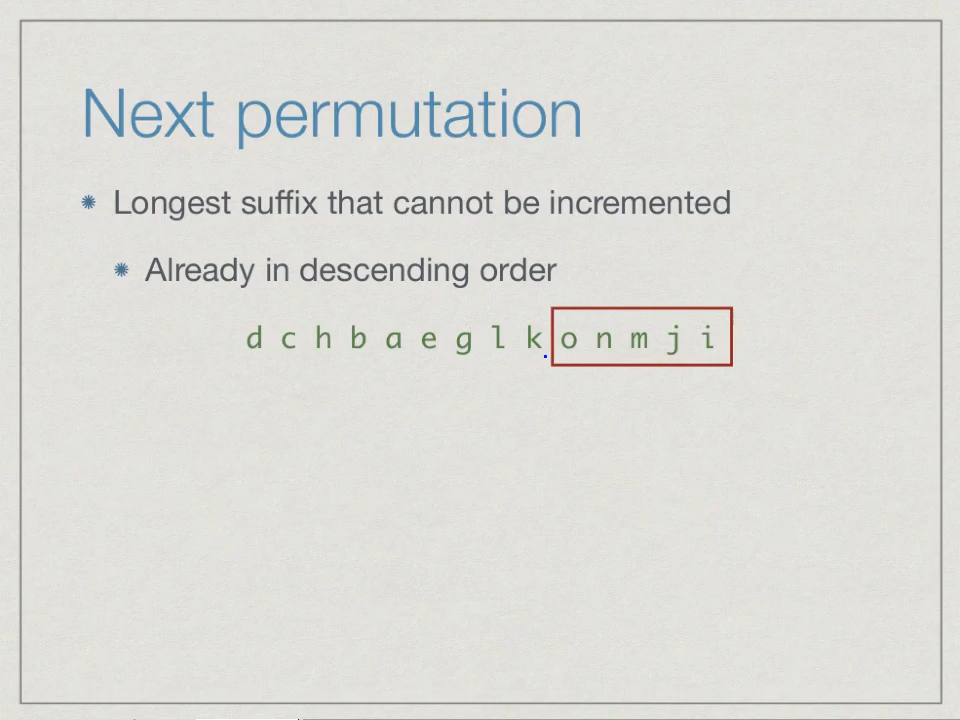 Next permutation
Longest suffix that cannot be incremented
Already in descending order
d c h b a e g l k o n m j i